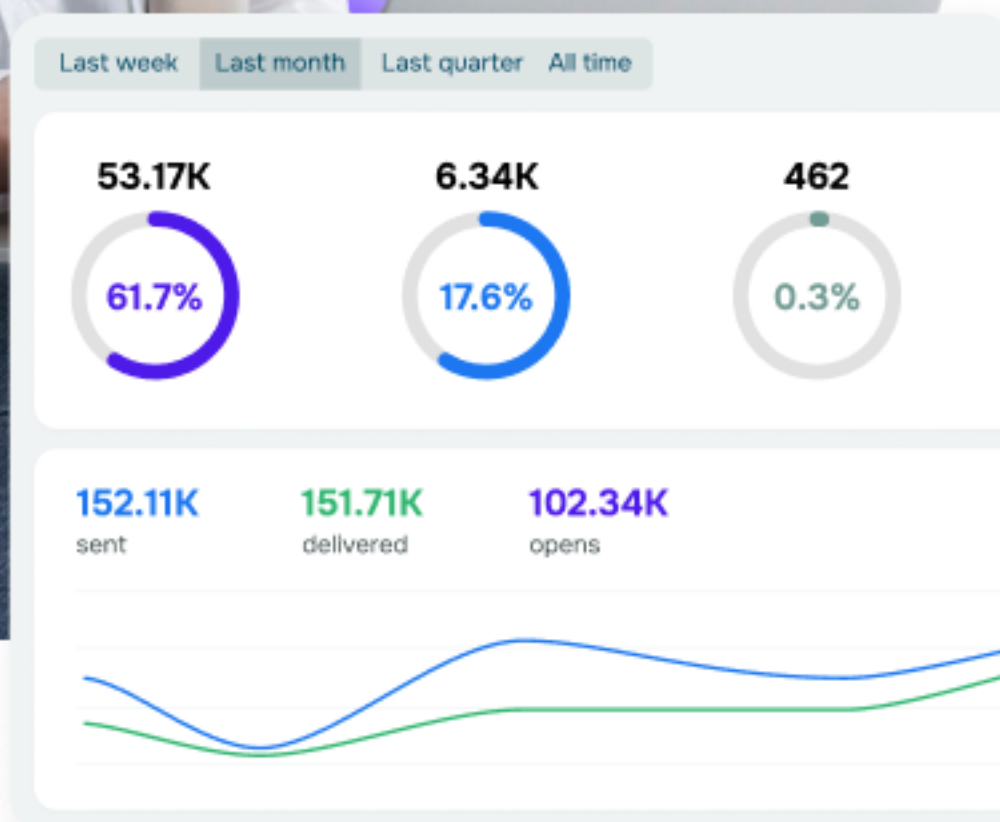 Last week Last month Last quarter All time
53.17K 6.34K 462
61.7% 17.6% 0.3%
152.11K 151.71K 102.34K
sent delivered opens